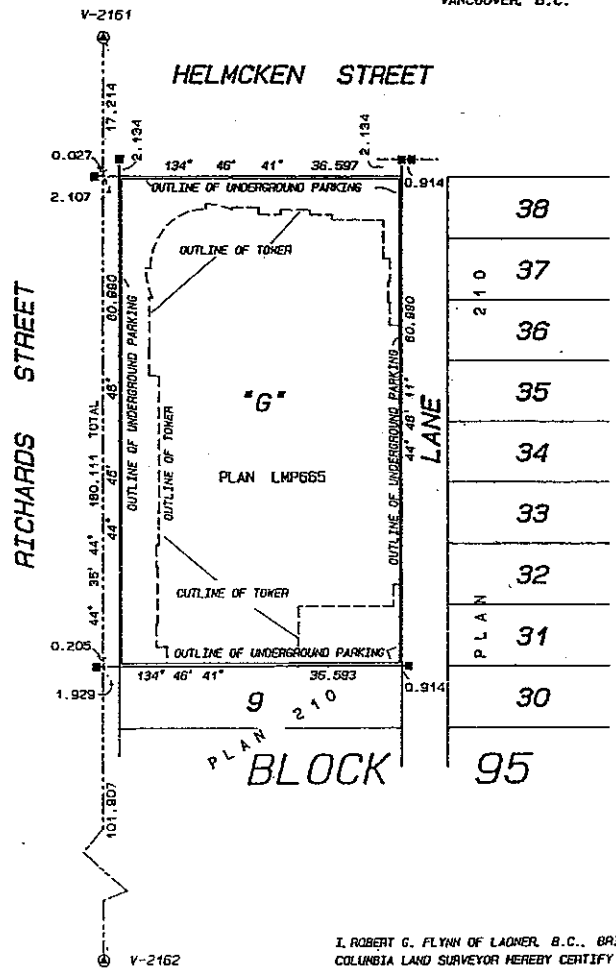 VANCOUVER, B.C.
V-2161
HELMCKEN STREET
17.214
2.134
2.134
0.027
134° 46' 41" 36.597
0.914
2.107
OUTLINE OF UNDERGROUND PARKING
38
OUTLINE OF TOWER
37
210
60.980
60.980
36
RICHARDS STREET
OUTLINE OF UNDERGROUND PARKING
35
"G"
44° 46' 11"
LANE
46"
46'
44°
OUTLINE OF TOWER
OUTLINE OF UNDERGROUND PARKING
34
PLAN LMP665
44° 35' 44" 180.111 TOTAL
33
32
OUTLINE OF TOWER
PLAN
31
0.205
OUTLINE OF UNDERGROUND PARKING
134° 46' 41" 36.593
0.914
1.929
9
30
PLAN 210
BLOCK 95
101.907
V-2162
I, ROBERT G. FLYNN OF LADNER, B.C., BRI
COLUMBIA LAND SURVEYOR HEREBY CERTIFY